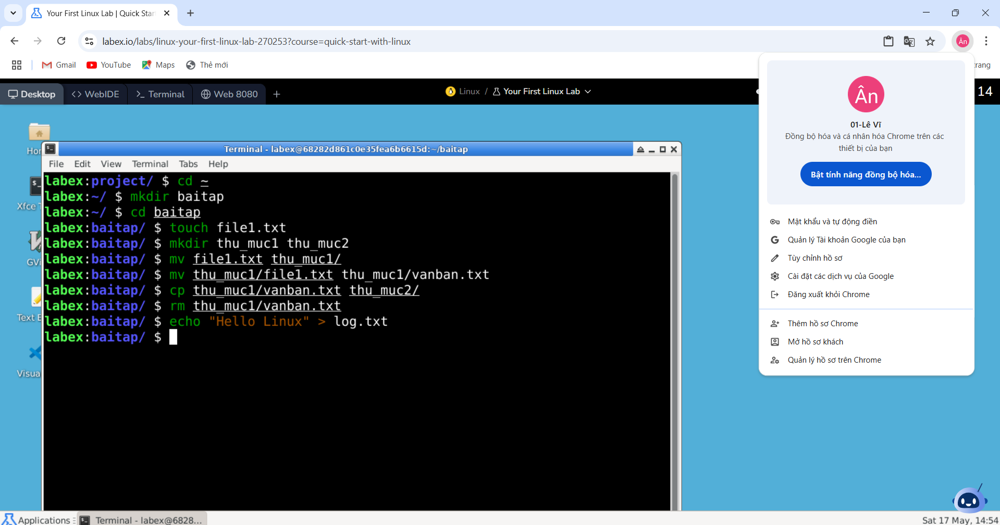 Your First Linux Lab | Quick Star
labex.io/labs/linux-your-first-linux-lab-270253?course=quick-start-with-linux
Ân
Gmail
YouTube
Maps
Thẻ mới
Desktop
WebIDE
Terminal
Web 8080
Linux / Your First Linux Lab
14
Ân
01-Lê Vĩ
Đồng bộ hóa và cá nhân hóa Chrome trên các
thiết bị của bạn
Bật tính năng đồng bộ hóa...
Mật khẩu và tự động điền
Quản lý Tài khoản Google của bạn
Tùy chỉnh hồ sơ
Cài đặt các dịch vụ của Google
Đăng xuất khỏi Chrome
Thêm hồ sơ Chrome
Mở hồ sơ khách
Quản lý hồ sơ trên Chrome
Xfce
Text E
Visua
Terminal - labex@68282d861c0e35fea6b6615d:~/baitap
File Edit View Terminal Tabs Help
labex:project/ $ cd ~
labex:~/ $ mkdir baitap
labex:~/ $ cd baitap
labex:baitap/ $ touch file1.txt
labex:baitap/ $ mkdir thu_muc1 thu_muc2
labex:baitap/ $ mv file1.txt thu_muc1/
labex:baitap/ $ mv thu_muc1/file1.txt thu_muc1/vanban.txt
labex:baitap/ $ cp thu_muc1/vanban.txt thu_muc2/
labex:baitap/ $ rm thu_muc1/vanban.txt
labex:baitap/ $ echo "Hello Linux" > log.txt
labex:baitap/ $
Applications
Terminal - labex@6828...
Sat 17 May, 14:54